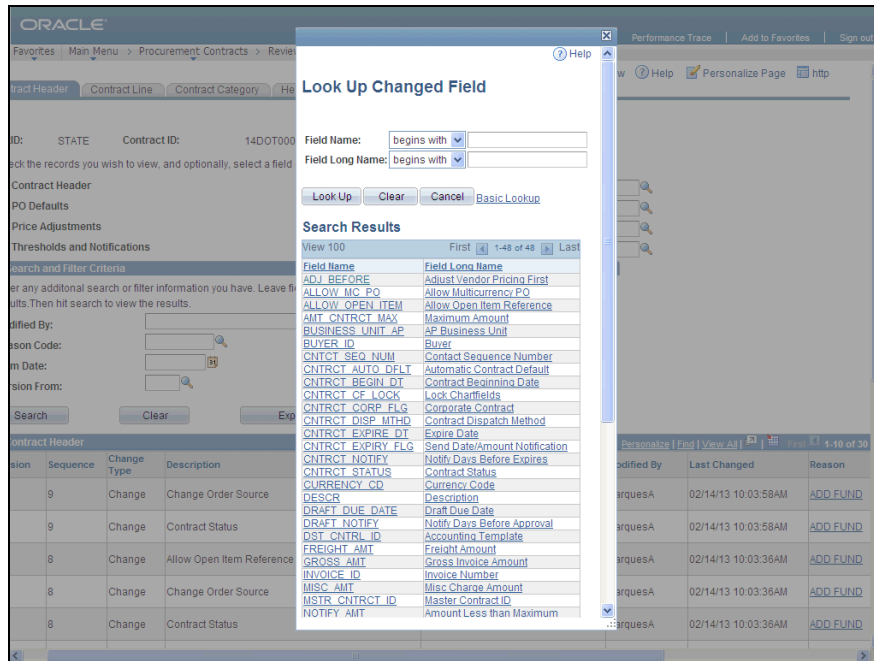 ORACLE
Performance Trace | Add to Favorites | Sign out
Favorites Main Menu > Procurement Contracts > Review
Help
w Help Personalize Page http
tract Header Contract Line Contract Category He
Look Up Changed Field
ID: STATE Contract ID: 14DOT000
eck the records you wish to view, and optionally, select a field
Contract Header
PO Defaults
Price Adjustments
Thresholds and Notifications
Field Name: begins with
Field Long Name: begins with
Look Up Clear Cancel Basic Lookup
Search Results
View 100 First 1-48 of 48 Last
Field Name Field Long Name
ADJ_BEFORE Adjust Vendor Pricing First
ALLOW_MC_PO Allow Multicurrency PO
ALLOW_OPEN_ITEM Allow Open Item Reference
AMT_CNTRCT_MAX Maximum Amount
BUSINESS_UNIT_AP AP Business Unit
BUYER_ID Buyer
CNTCT_SEQ_NUM Contact Sequence Number
CNTRCT_AUTO_DFLT Automatic Contract Default
CNTRCT_BEGIN_DT Contract Beginning Date
CNTRCT_CF_LOCK Lock Chartfields
CNTRCT_CORP_FLG Corporate Contract
CNTRCT_DISP_MTHD Contract Dispatch Method
CNTRCT_EXPIRE_DT Expire Date
CNTRCT_EXPIRY_FLG Send Date/Amount Notification
CNTRCT_NOTIFY Notify Days Before Expires
CNTRCT_STATUS Contract Status
CURRENCY_CD Currency Code
DESCR Description
DRAFT_DUE_DATE Draft Due Date
DRAFT_NOTIFY Notify Days Before Approval
DST_CNTRL_ID Accounting Template
FREIGHT_AMT Freight Amount
GROSS_AMT Gross Invoice Amount
INVOICE_ID Invoice Number
MISC_AMT Misc Charge Amount
MSTR_CNTRCT_ID Master Contract ID
NOTIFY_AMT Amount Less than Maximum
earch and Filter Criteria
er any additonal search or filter information you have. Leave fi
ults.Then hit search to view the results.
dified By:
ason Code:
m Date:
rsion From:
Search Clear Exp
ontract Header Personalize | Find | View All | First 1-10 of 30
sion Sequence Change Type Description odified By Last Changed Reason
9 Change Change Order Source arquesA 02/14/13 10:03:58AM ADD FUND
9 Change Contract Status arquesA 02/14/13 10:03:58AM ADD FUND
8 Change Allow Open Item Reference arquesA 02/14/13 10:03:36AM ADD FUND
8 Change Change Order Source arquesA 02/14/13 10:03:36AM ADD FUND
8 Change Contract Status arquesA 02/14/13 10:03:36AM ADD FUND